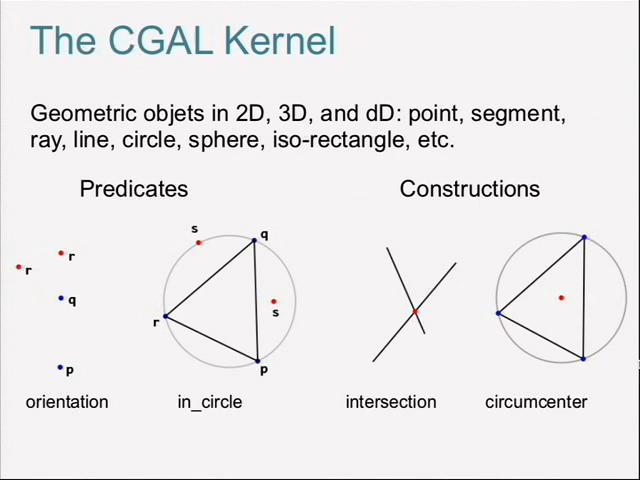 The CGAL Kernel
Geometric objets in 2D, 3D, and dD: point, segment,
ray, line, circle, sphere, iso-rectangle, etc.
Predicates
Constructions
r
r
q
p
orientation
s
q
s
r
p
in_circle
intersection
circumcenter